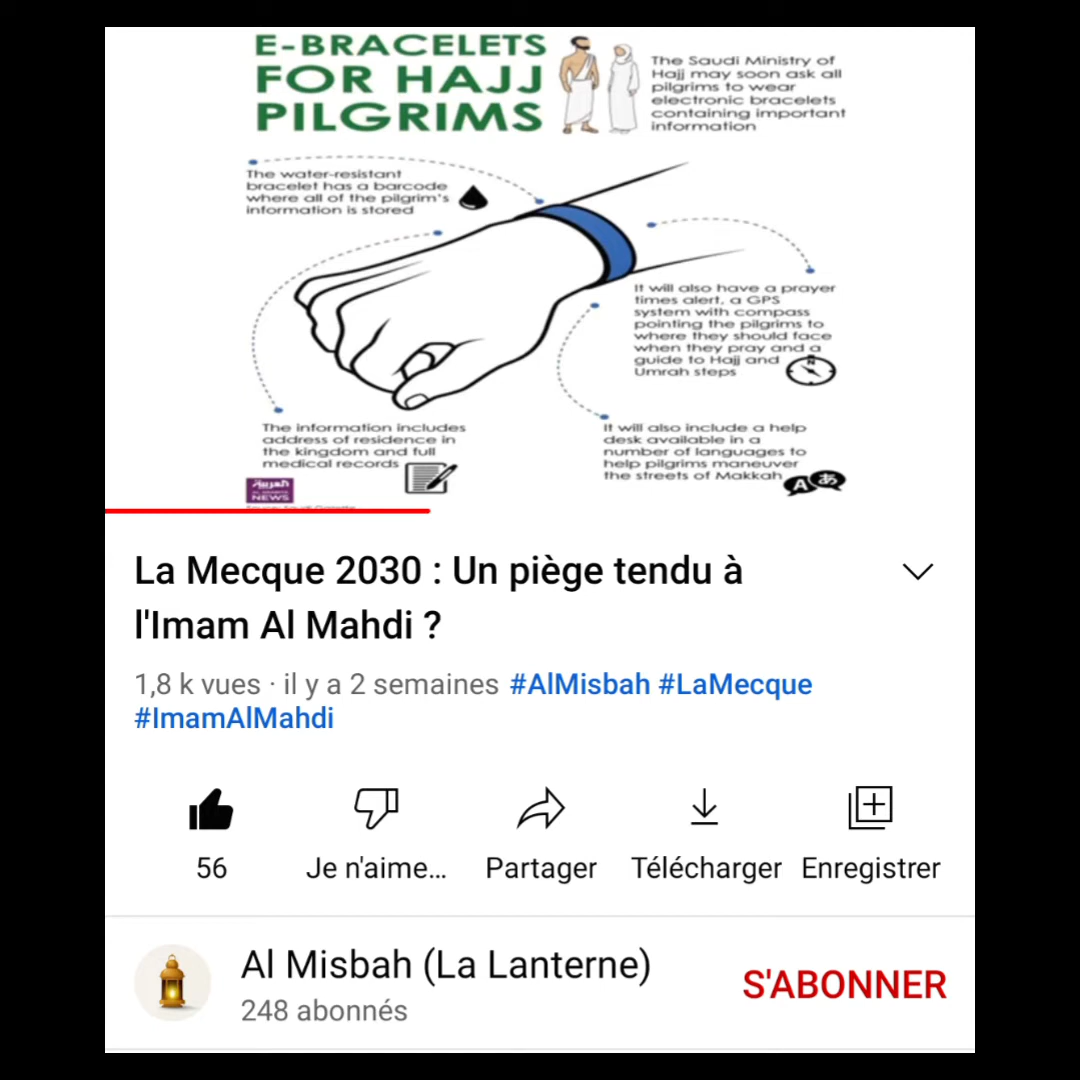 E-BRACELETS
FOR HAJJ
PILGRIMS
The Saudi Ministry of
Hajj may soon ask all
pilgrims to wear
electronic bracelets
containing important
information
The water-resistant
bracelet has a barcode
where all of the pilgrim's
information is stored
It will also have a prayer
times alert, a GPS
system with compass
pointing the pilgrims to
where they should face
when they pray and a
guide to Hajj and
Umrah steps
N
The information includes
address of residence in
the kingdom and full
medical records
It will also include a help
desk available in a
number of languages to
help pilgrims maneuver
the streets of Makkah
A あ
العربية
AL ARABIYA
NEWS
La Mecque 2030 : Un piège tendu à
l'Imam Al Mahdi ?
1,8 k vues · il y a 2 semaines #AlMisbah #LaMecque
#ImamAlMahdi
56
Je n'aime...
Partager
Télécharger
Enregistrer
Al Misbah (La Lanterne)
248 abonnés
S'ABONNER